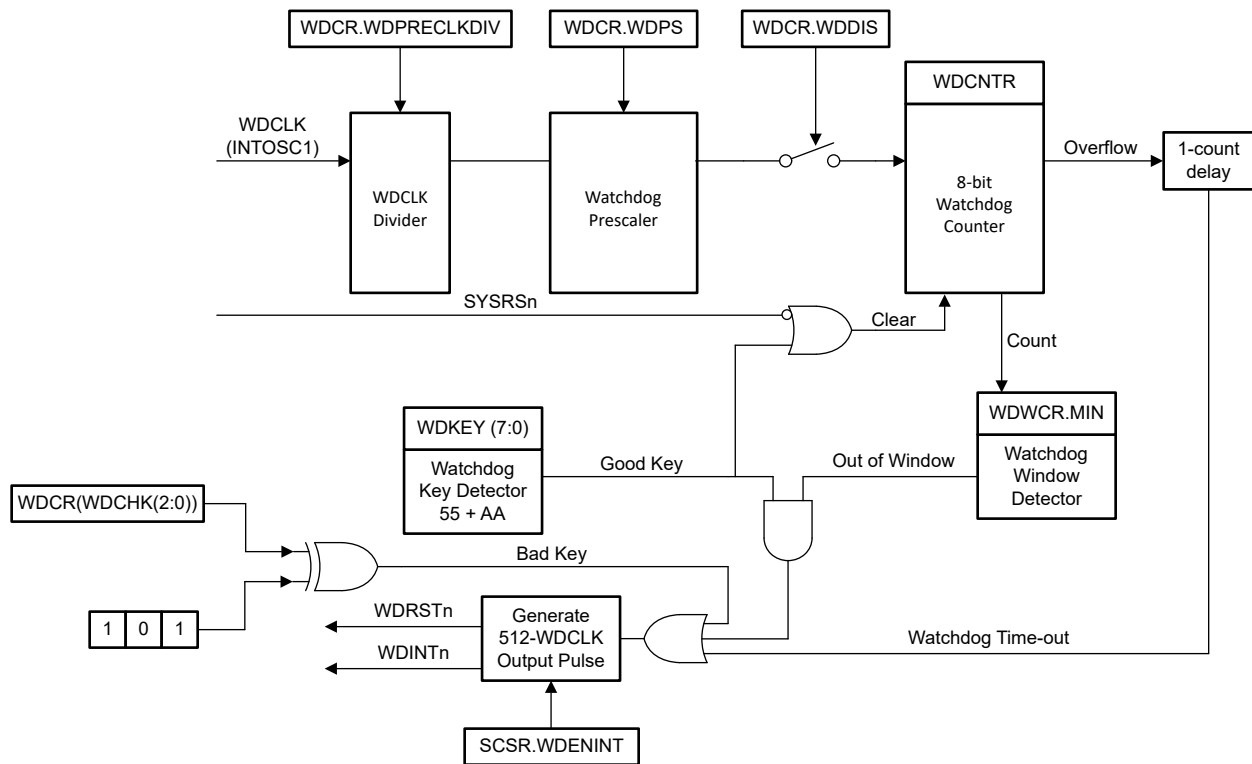 WDCR.WDPRECLKDIV
WDCR.WDPS
WDCR.WDDIS
WDCNTR
WDCLK
(INTOSC1)
WDCLK
Divider
Watchdog
Prescaler
8-bit
Watchdog
Counter
Overflow
1-count
delay
SYSRSn
Clear
Count
WDKEY (7:0)
Watchdog
Key Detector
55 + AA
Good Key
Out of Window
WDWCR.MIN
Watchdog
Window
Detector
WDCR(WDCHK(2:0))
Bad Key
1 0 1
WDRSTn
WDINTn
Generate
512-WDCLK
Output Pulse
Watchdog Time-out
SCSR.WDENINT